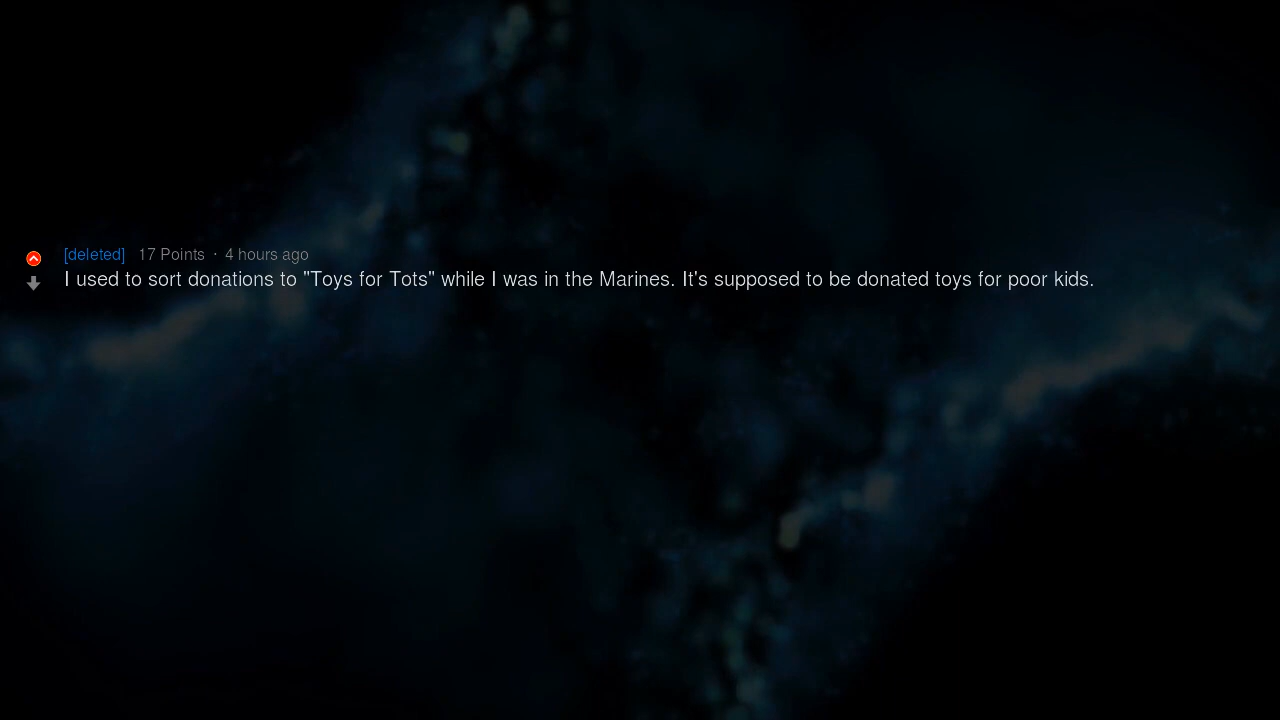 [deleted] 17 Points · 4 hours ago
I used to sort donations to "Toys for Tots" while I was in the Marines. It's supposed to be donated toys for poor kids.